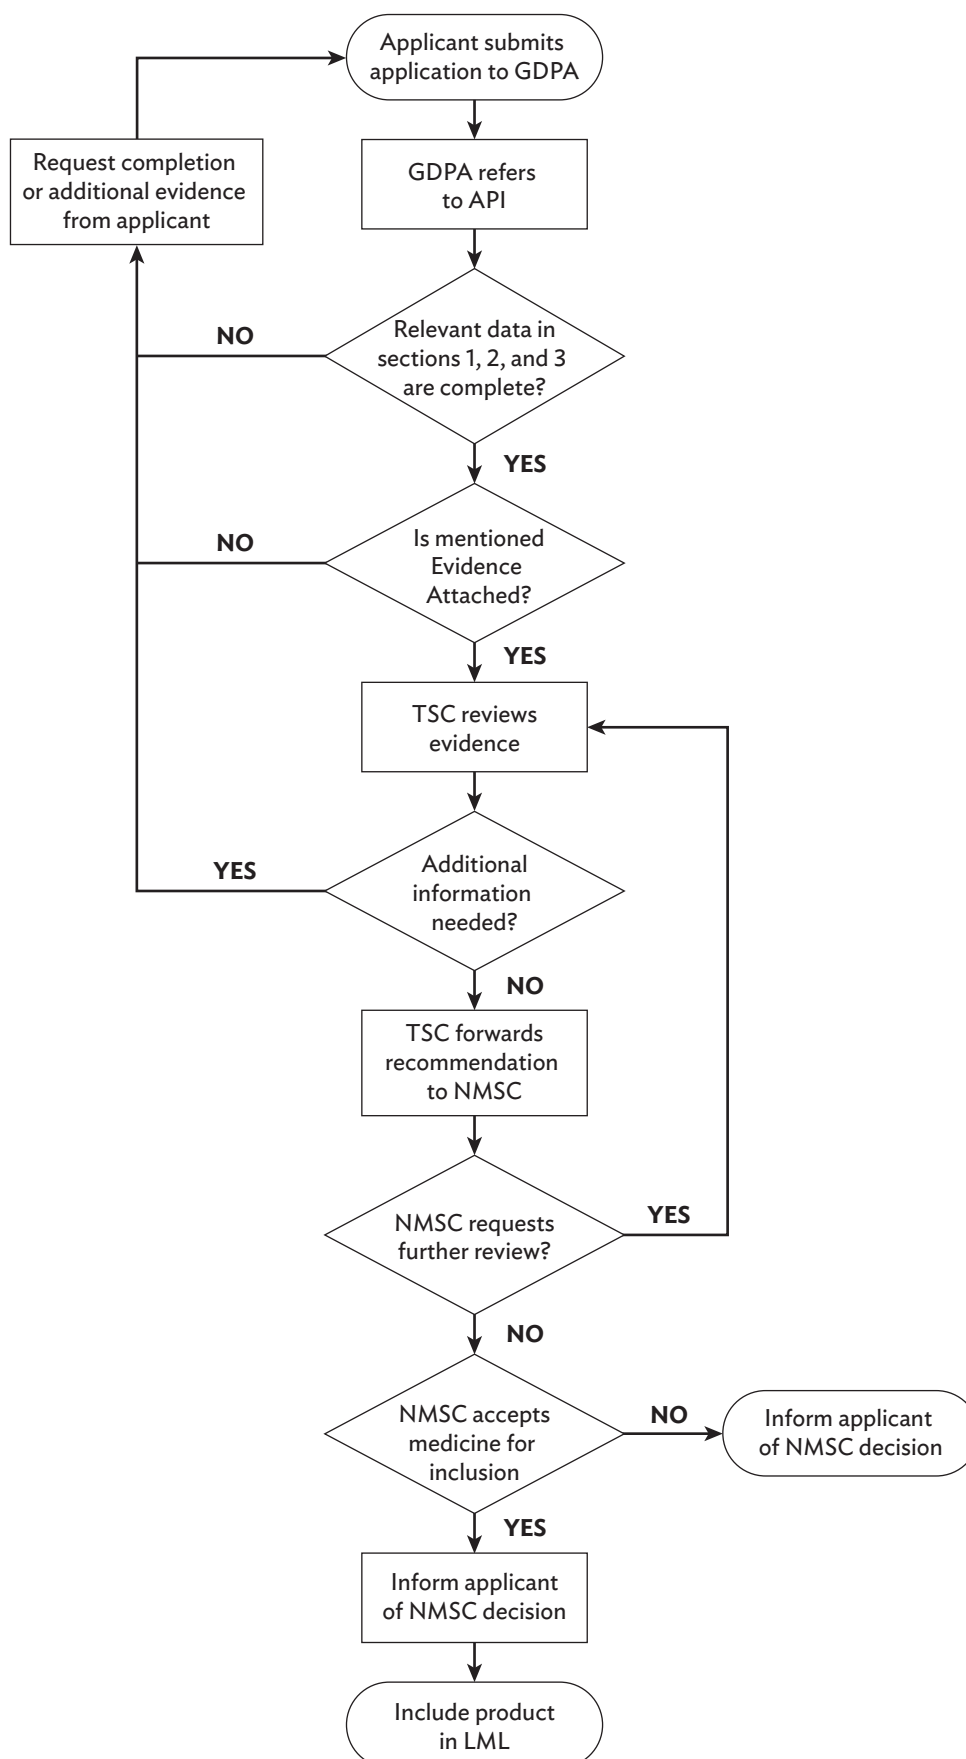 Applicant submits
application to GDPA
Request completion
or additional evidence
from applicant
GDPA refers
to API
NO
Relevant data in
sections 1, 2, and 3
are complete?
YES
NO
Is mentioned
Evidence
Attached?
YES
TSC reviews
evidence
YES
Additional
information
needed?
NO
TSC forwards
recommendation
to NMSC
NMSC requests
further review?
YES
NO
NMSC accepts
medicine for
inclusion
NO
Inform applicant
of NMSC decision
YES
Inform applicant
of NMSC decision
Include product
in LML